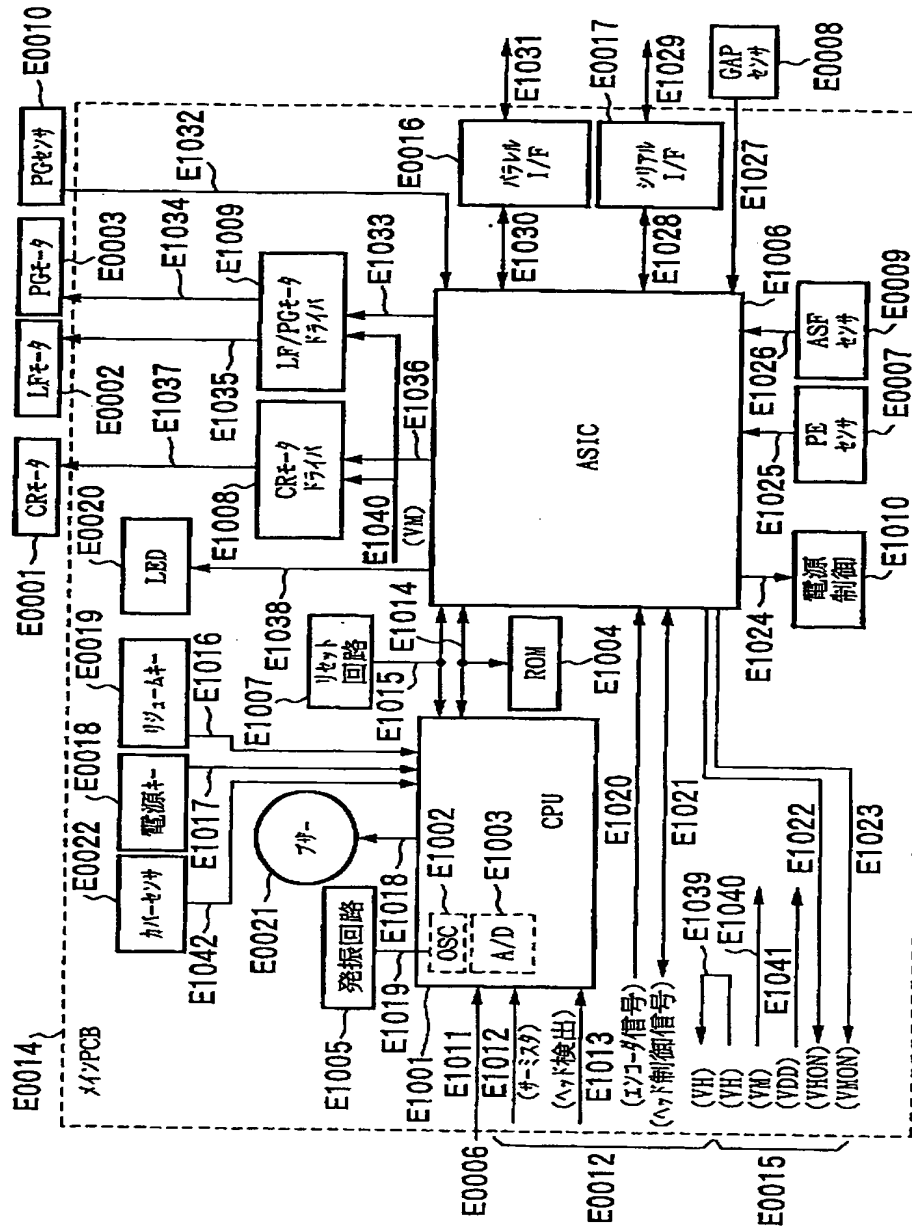 E0014
メインPCB
E0022
カバーセンサ
E1042
E0018
電源キー
E1017
E0019
リジュームキー
E1016
E0020
LED
E1038
E0001
CRモータ
E1037
LFモータ
E0002
E1035
PGモータ
E0003
E1034
PGセンサ
E0010
E1032
E1009
LF/PGモータ
ドライバ
E1033
E1008
CRモータ
ドライバ
E1036
E1040
(VM)
E0016
パラレル
I/F
E1031
E1030
E0017
シリアル
I/F
E1029
E1028
GAP
センサ
E0008
E1027
E1006
ASIC
ASF
センサ
E0009
E1026
PE
センサ
E0007
E1025
電源
制御
E1010
E1024
E1007
リセット
回路
E1015
E1014
ROM
E1004
ブザー
E0021
E1018
発振回路
E1005
E1019
E1001
OSC
E1002
A/D
E1003
CPU
E1011
E1012
(サーミスタ)
(ヘッド検出)
E1013
E0006
E0012
E0015
(エンコーダ信号)
E1020
(ヘッド制御信号)
E1021
(VH)
(VH)
E1039
(VM)
E1040
(VDD)
E1041
(VHON)
E1022
(VMON)
E1023